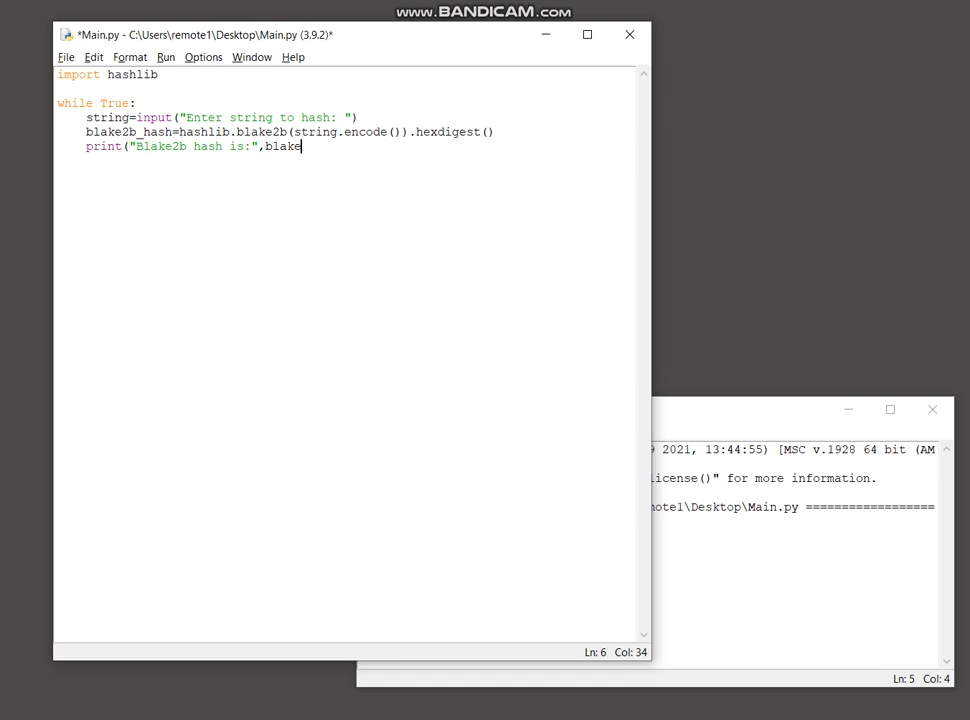 www.BANDICAM.com
*Main.py - C:\Users\remote1\Desktop\Main.py (3.9.2)*
File Edit Format Run Options Window Help
import hashlib
while True:
string=input("Enter string to hash: ")
blake2b_hash=hashlib.blake2b(string.encode()).hexdigest()
print("Blake2b hash is:",blake
Ln: 6 Col: 34
2021, 13:44:55) [MSC v.1928 64 bit (AM
license()" for more information.
mote1\Desktop\Main.py ==================
Ln: 5 Col: 4